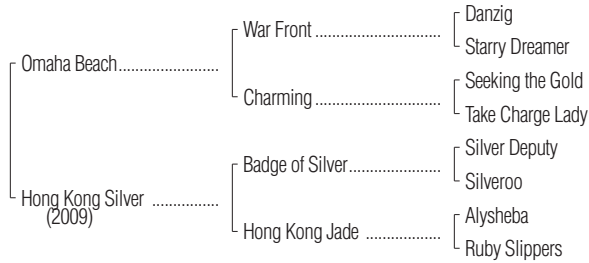 Danzig
War Front ..............................
Starry Dreamer
Omaha Beach........................
Seeking the Gold
Charming ..............................
Take Charge Lady
Silver Deputy
Badge of Silver......................
Silveroo
Hong Kong Silver ................
(2009)
Alysheba
Hong Kong Jade ..................
Ruby Slippers